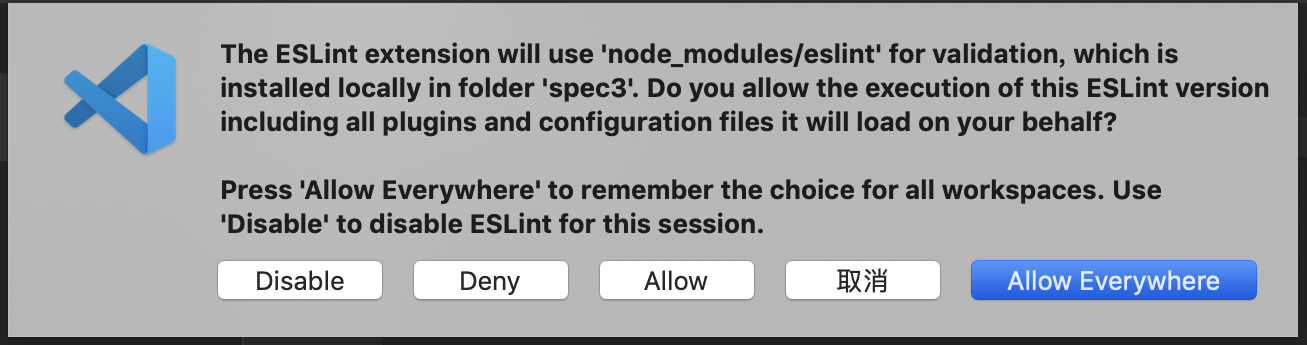 The ESLint extension will use 'node_modules/eslint' for validation, which is
installed locally in folder 'spec3'. Do you allow the execution of this ESLint version
including all plugins and configuration files it will load on your behalf?
Press 'Allow Everywhere' to remember the choice for all workspaces. Use
'Disable' to disable ESLint for this session.
Disable Deny Allow 取消 Allow Everywhere